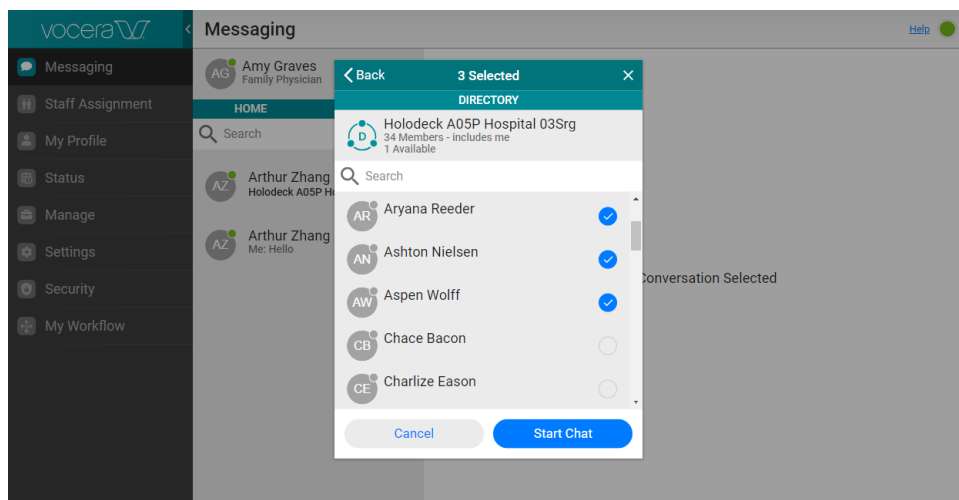 vocera
Messaging
Help
Messaging
Staff Assignment
My Profile
Status
Manage
Settings
Security
My Workflow
AG
Amy Graves
Family Physician
HOME
Search
AZ
Arthur Zhang
Holodeck A05P H
AZ
Arthur Zhang
Me: Hello
Back
3 Selected
DIRECTORY
D
Holodeck A05P Hospital 03Srg
34 Members - includes me
1 Available
Search
AR
Aryana Reeder
AN
Ashton Nielsen
AW
Aspen Wolff
CB
Chace Bacon
CE
Charlize Eason
Cancel
Start Chat
Conversation Selected